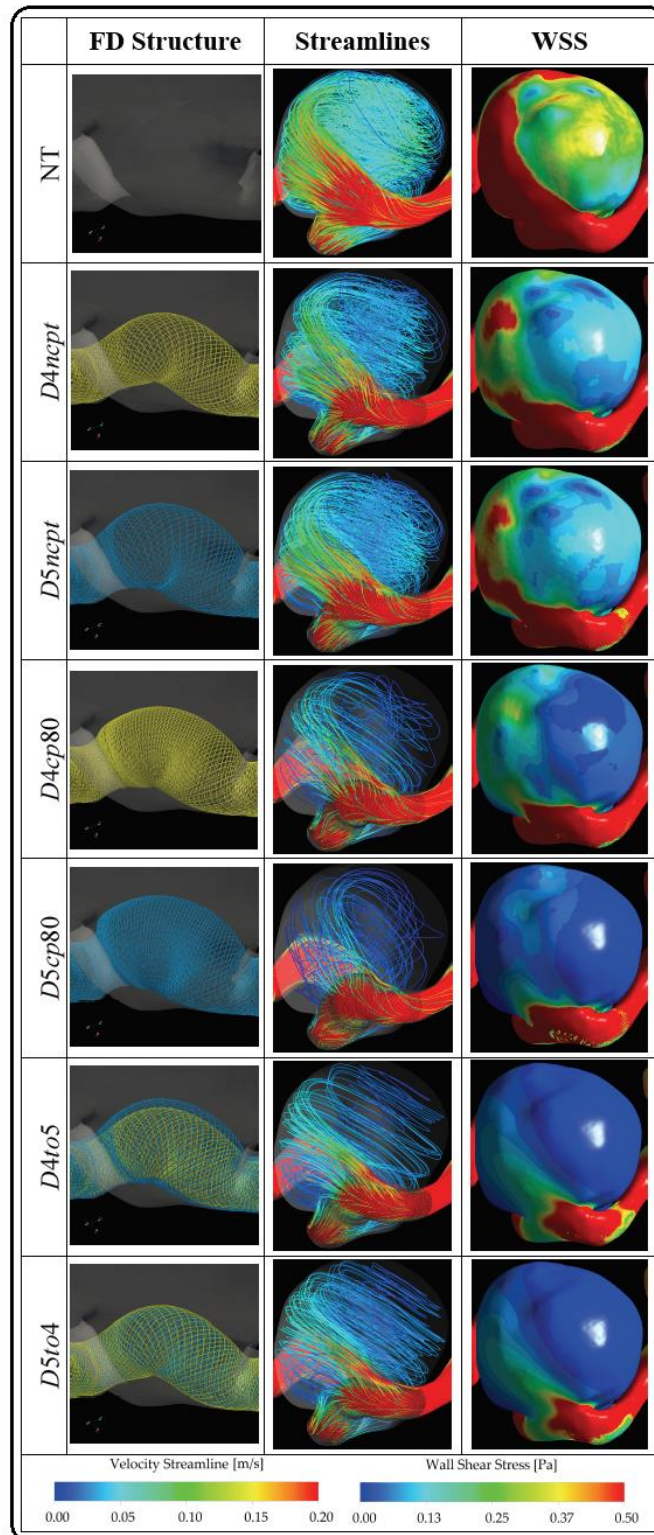 FD Structure Streamlines WSS
NT
D4ncpt
D5ncpt
D4cp80
D5cp80
D4to5
D5to4
Velocity Streamline [m/s] Wall Shear Stress [Pa]
0.00 0.05 0.10 0.15 0.20 0.00 0.13 0.25 0.37 0.50